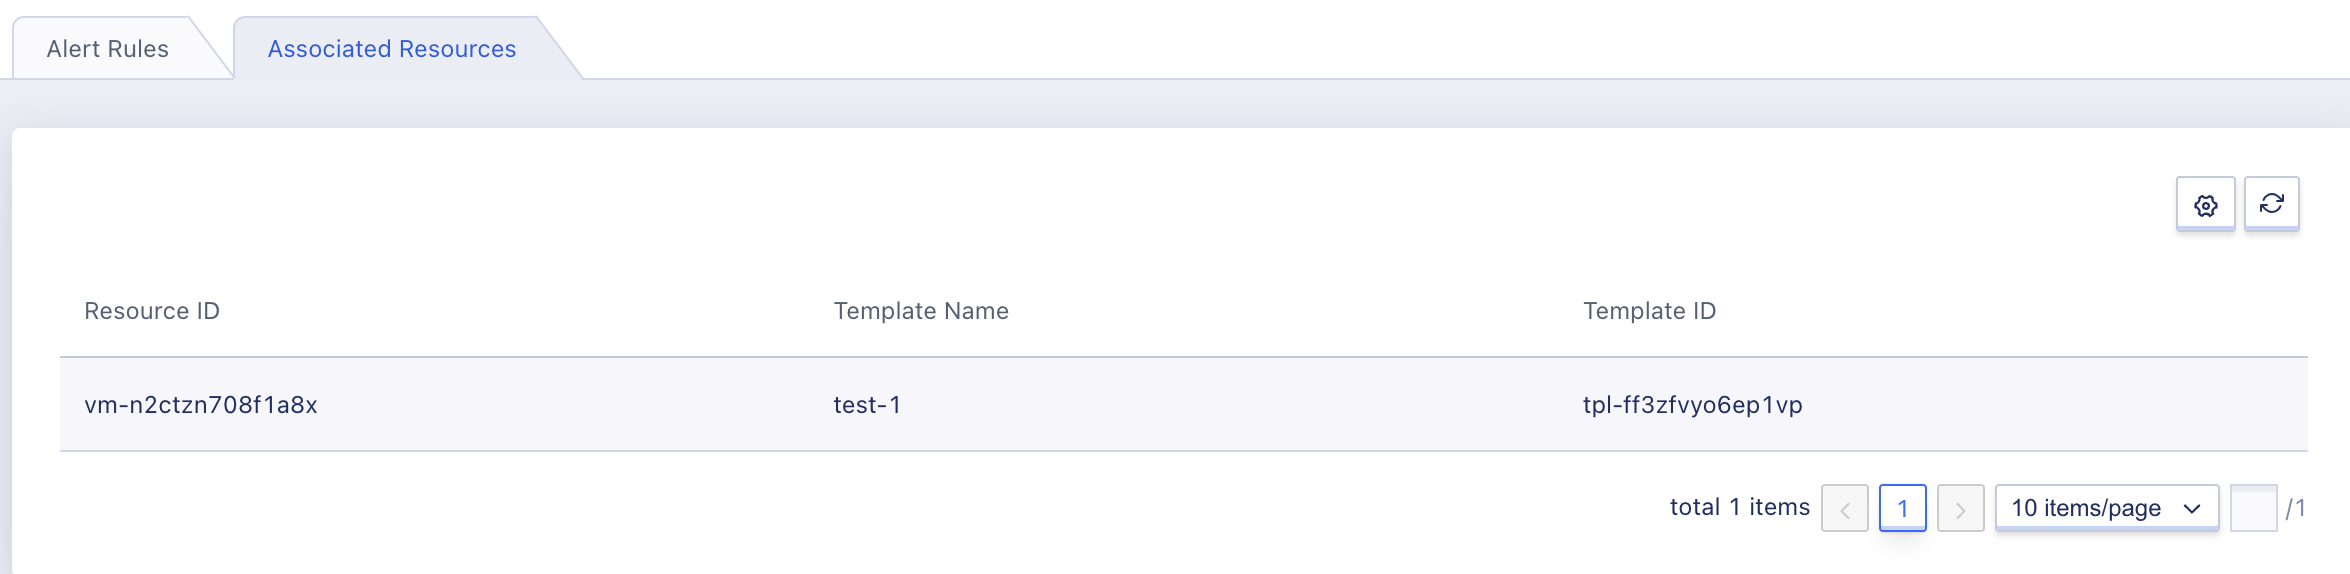 Alert Rules
Associated Resources
Resource ID Template Name Template ID
vm-n2ctzn708f1a8x test-1 tpl-ff3zfvyo6ep1vp
total 1 items 1 10 items/page /1